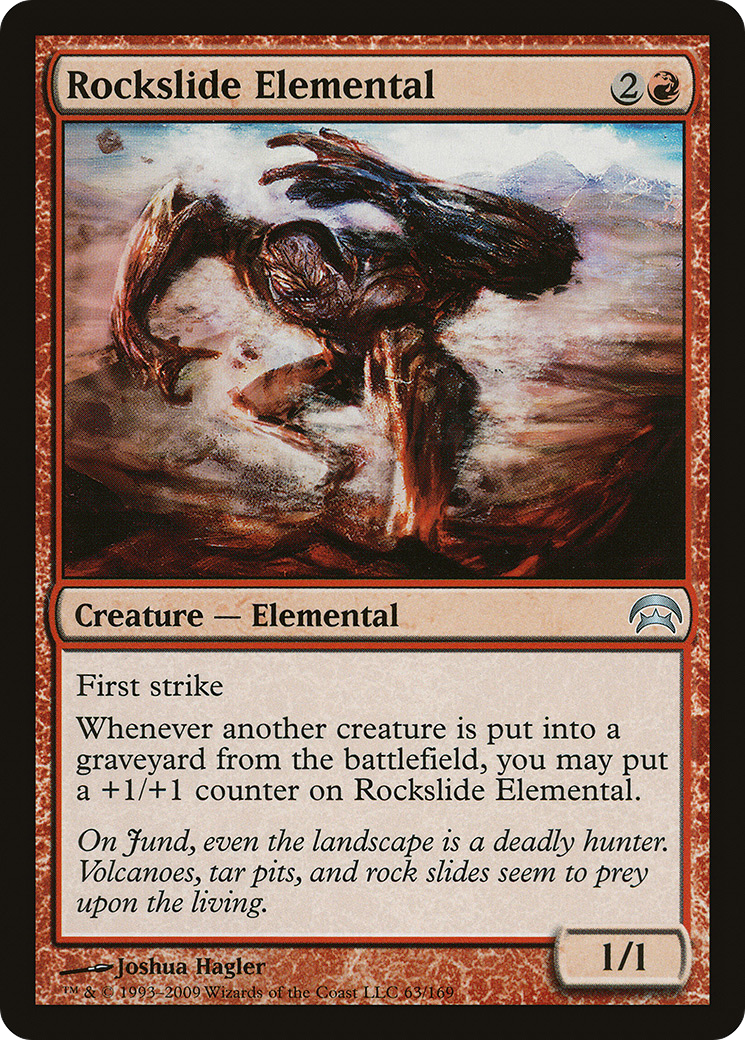 Rockslide Elemental 2
Creature — Elemental
First strike
Whenever another creature is put into a
graveyard from the battlefield, you may put
a +1/+1 counter on Rockslide Elemental.
On Jund, even the landscape is a deadly hunter.
Volcanoes, tar pits, and rock slides seem to prey
upon the living.
1/1
Joshua Hagler
™ & © 1993–2009 Wizards of the Coast LLC 63/169